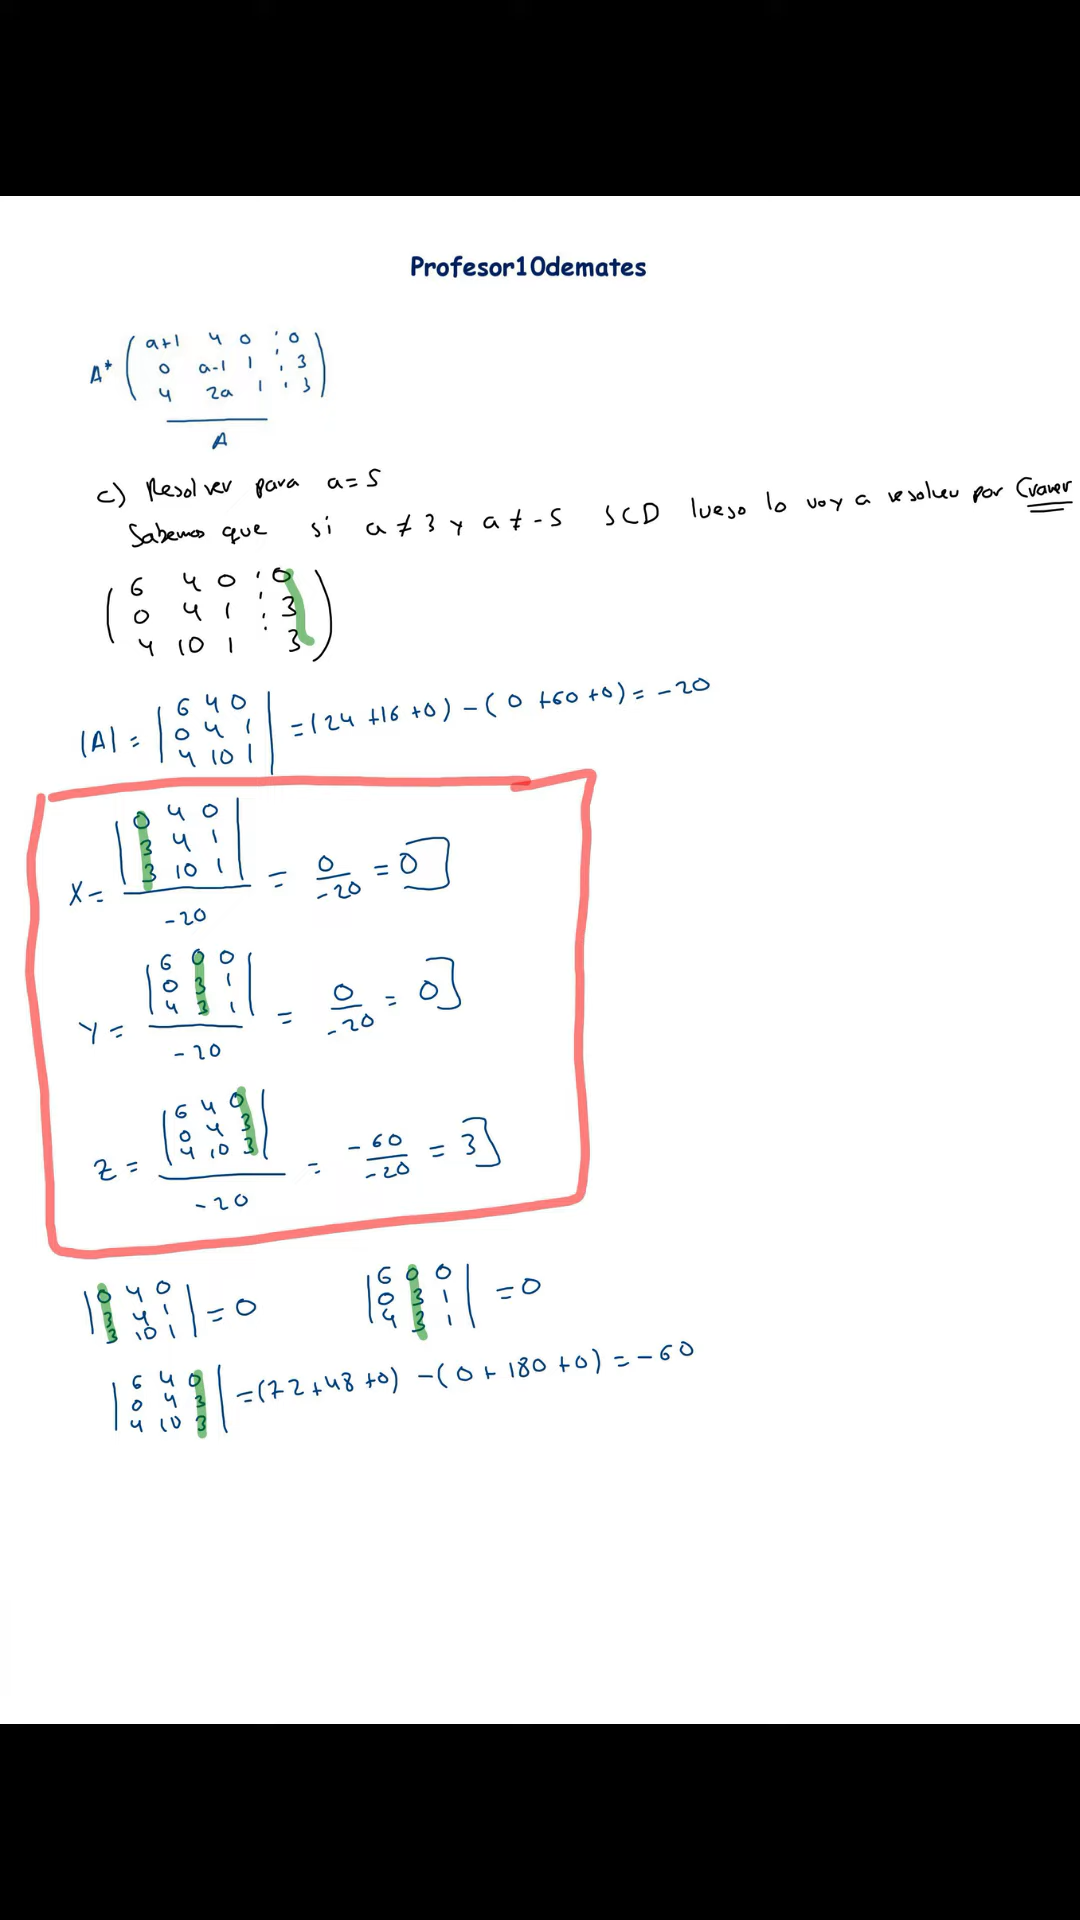 Profesor10demates
a+1 4 0 ⋮ 0
A* ( 0 a-1 1 ⋮ 3 )
4 2a 1 ⋮ 3
A
c) Resolver para a=5
Sabemos que si a ≠ 3 y a ≠ -5 SCD luego lo voy a resolver por Cramer
6 4 0 ⋮ 0
0 4 1 ⋮ 3
4 10 1 3
|A| = | 6 4 0 | = (24 +16 +0) - (0 +60 +0) = -20
0 4 1
4 10 1
0 4 0
3 4 1
3 10 1
X = = 0/-20 = 0
-20
6 0 0
0 3 1
4 3 1
Y = = 0/-20 = 0
-20
6 4 0
0 4 3
4 10 3
Z = = -60/-20 = 3
-20
| 0 4 0 | | 6 0 0 |
| 3 4 1 | = 0 | 0 3 1 | = 0
| 3 10 1 | | 4 3 1 |
6 4 0
| 0 4 3 | = (72 +48 +0) - (0 + 180 +0) = -60
4 10 3